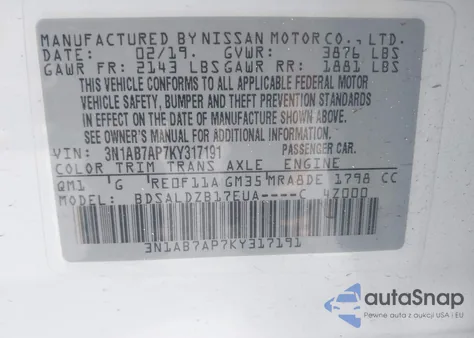 MANUFACTURED BY NISSAN MOTOR CO., LTD.
DATE: 02/19. GVWR: 3876 LBS
GAWR FR: 2143 LBS GAWR RR: 1881 LBS
THIS VEHICLE CONFORMS TO ALL APPLICABLE FEDERAL MOTOR
VEHICLE SAFETY, BUMPER AND THEFT PREVENTION STANDARDS
IN EFFECT ON THE DATE OF MANUFACTURE SHOWN ABOVE.
SEE OWNER'S MANUAL FOR ADDITIONAL INFORMATION.
VIN: 3N1AB7AP7KY317191 PASSENGER CAR.
COLOR TRIM TRANS AXLE ENGINE
QM1 G RE0F11A GM35 MRA8DE 1798 CC
MODEL: BDSALDZB17EUA----C 4Z000
0
3N1AB7AP7KY317191
autoSnap
Pewne auta z aukcji USA i EU